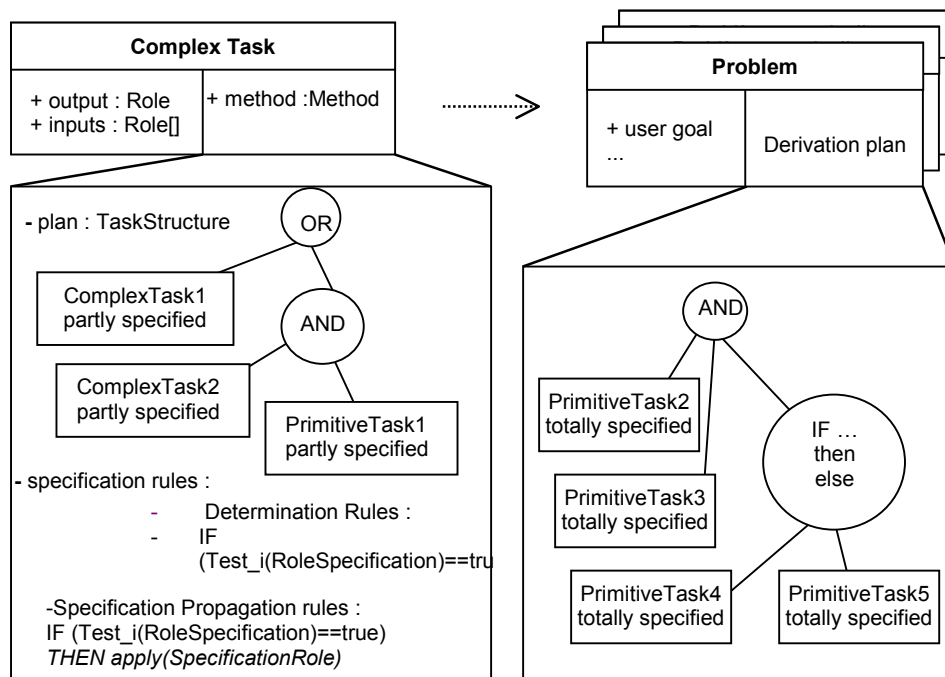 Complex Task
+ output : Role
+ inputs : Role[]
+ method :Method
Problem
+ user goal
...
Derivation plan
- plan : TaskStructure
OR
ComplexTask1
partly specified
AND
ComplexTask2
partly specified
PrimitiveTask1
partly specified
- specification rules :
- Determination Rules :
- IF
(Test_i(RoleSpecification)==tru
-Specification Propagation rules :
IF (Test_i(RoleSpecification)==true)
THEN apply(SpecificationRole)
AND
PrimitiveTask2
totally specified
IF …
then
else
PrimitiveTask3
totally specified
PrimitiveTask4
totally specified
PrimitiveTask5
totally specified